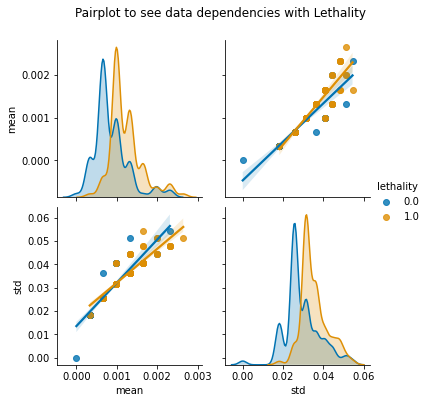 Pairplot to see data dependencies with Lethality
mean
0.002
0.001
0.000
lethality
0.0
1.0
std
0.06
0.05
0.04
0.03
0.02
0.01
0.00
0.000 0.001 0.002 0.003
mean
0.00 0.02 0.04 0.06
std